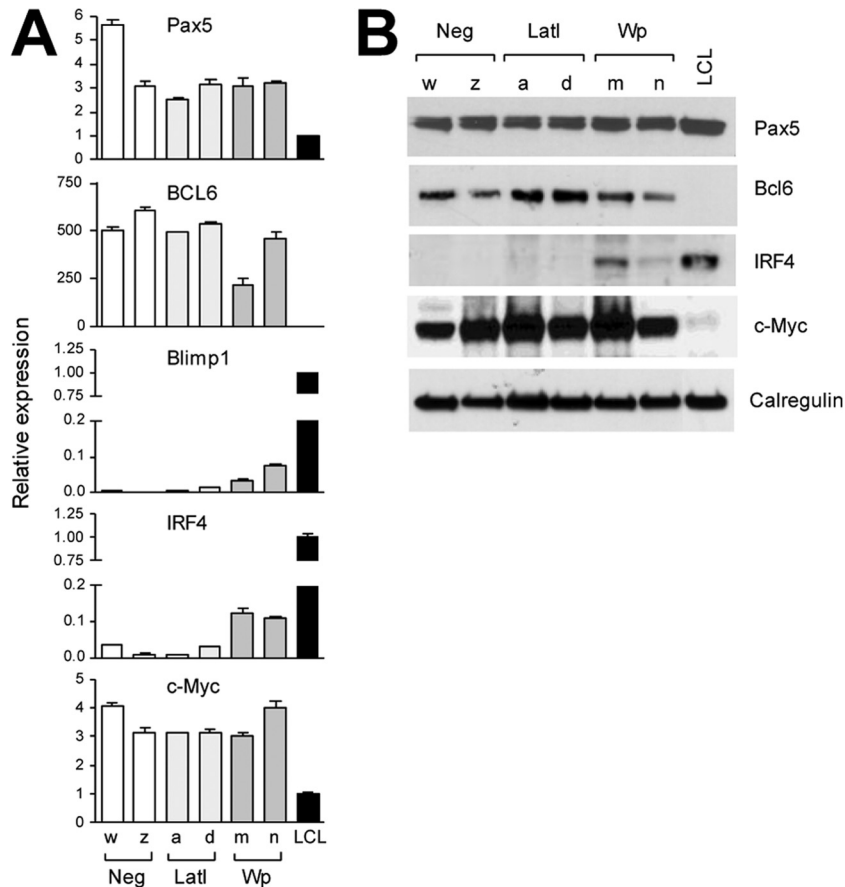 A
Relative expression
Pax5
6
5
4
3
2
1
0
BCL6
750
500
250
0
Blimp1
1.25
1.00
0.75
0.2
0.1
0.0
IRF4
1.25
1.00
0.75
0.2
0.1
0.0
c-Myc
5
4
3
2
1
0
w z a d m n LCL
Neg Latl Wp
B
Neg Latl Wp
w z a d m n LCL
Pax5
Bcl6
IRF4
c-Myc
Calregulin